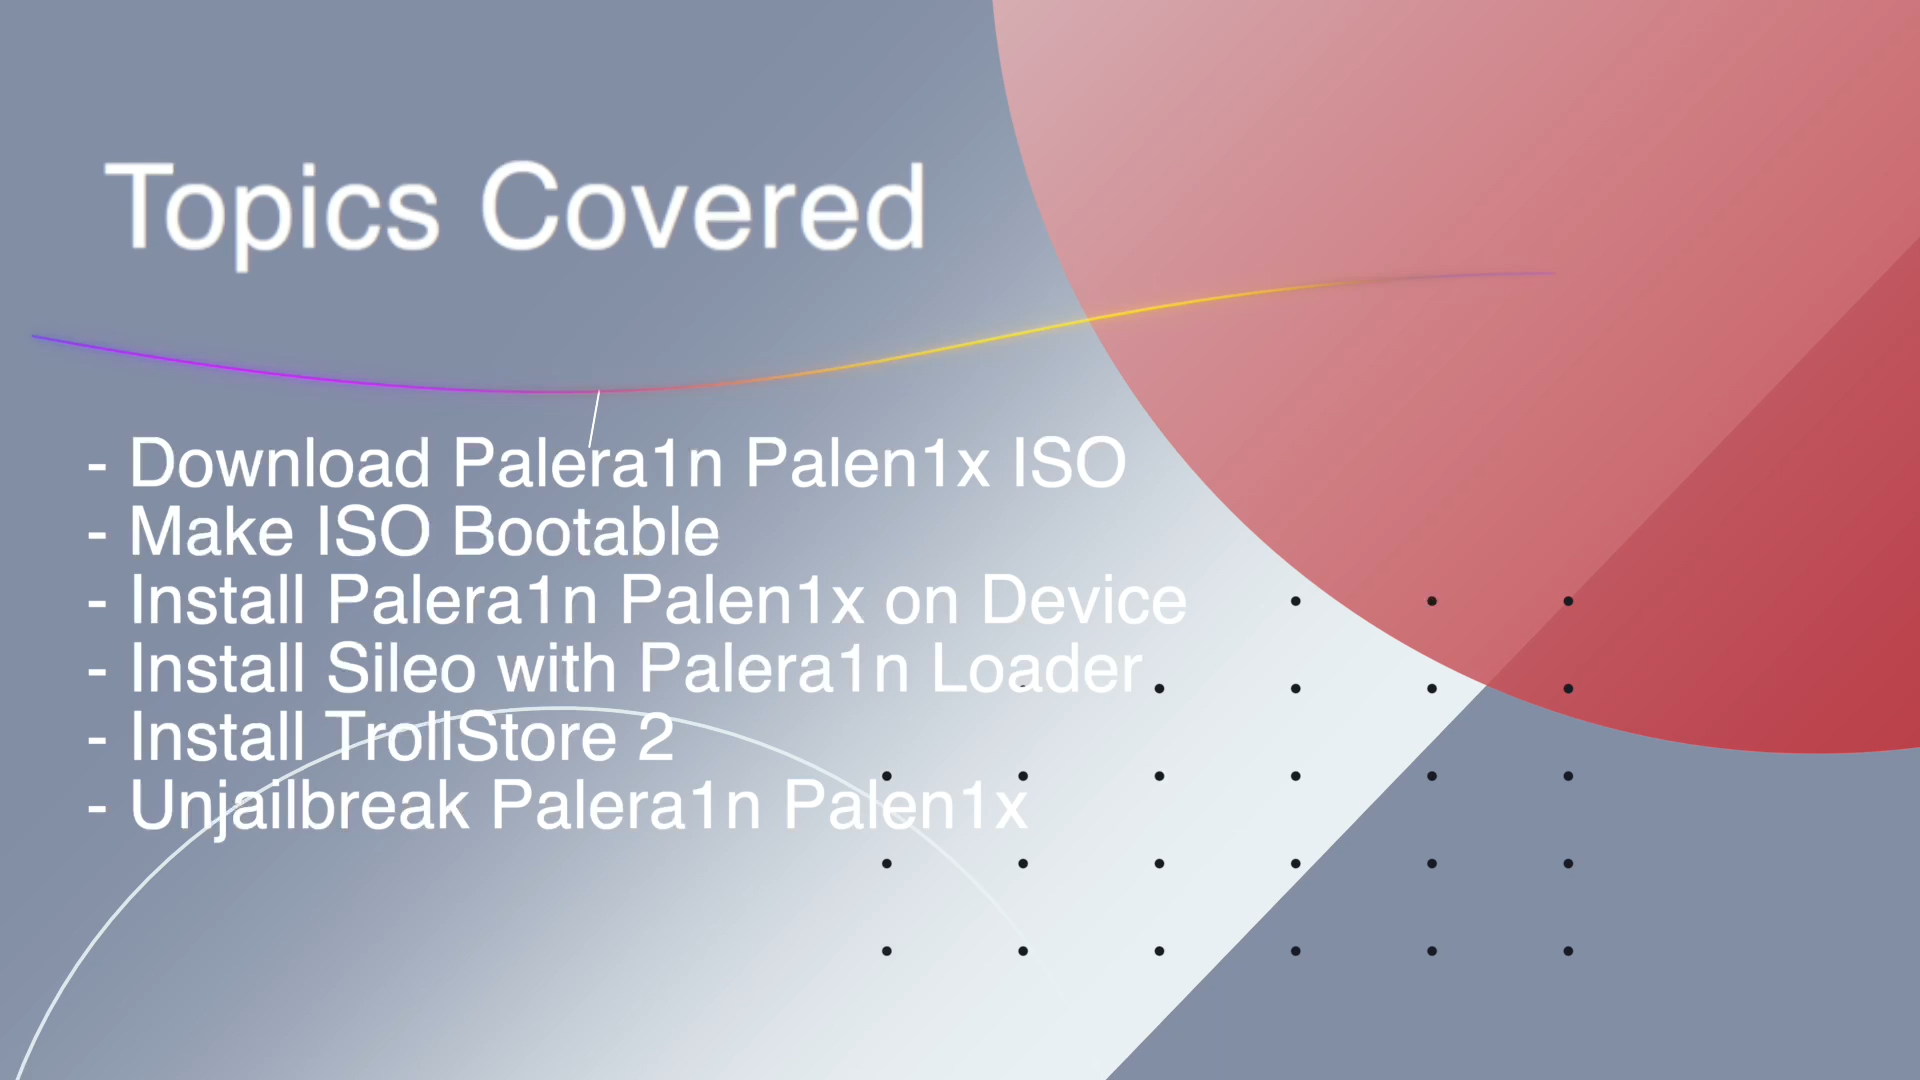 Topics Covered
- Download Palera1n Palen1x ISO
- Make ISO Bootable
- Install Palera1n Palen1x on Device
- Install Sileo with Palera1n Loader
- Install TrollStore 2
- Unjailbreak Palera1n Palen1x